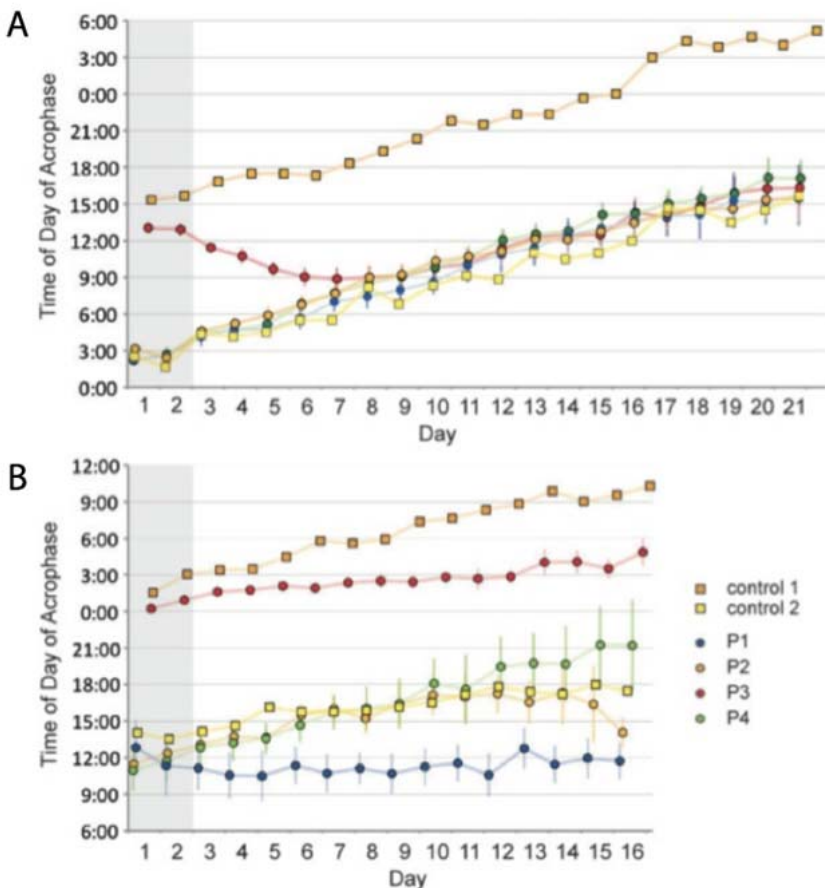 A
Time of Day of Acrophase
6:00
3:00
0:00
21:00
18:00
15:00
12:00
9:00
6:00
3:00
0:00
1 2 3 4 5 6 7 8 9 10 11 12 13 14 15 16 17 18 19 20 21
Day
B
Time of Day of Acrophase
12:00
9:00
6:00
3:00
0:00
21:00
18:00
15:00
12:00
9:00
6:00
1 2 3 4 5 6 7 8 9 10 11 12 13 14 15 16
Day
control 1
control 2
P1
P2
P3
P4